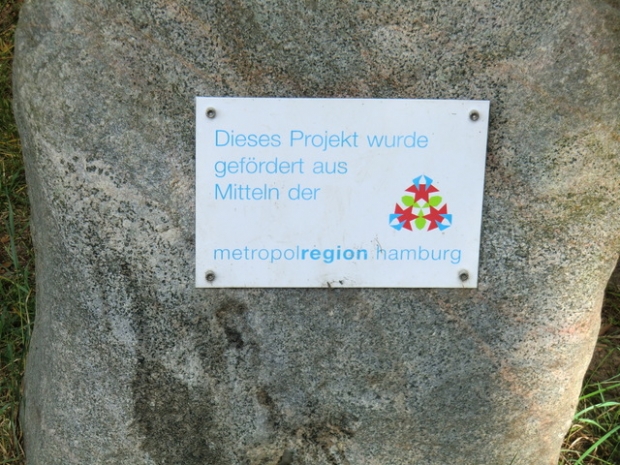 Dieses Projekt wurde
gefördert aus
Mitteln der
metropolregion hamburg